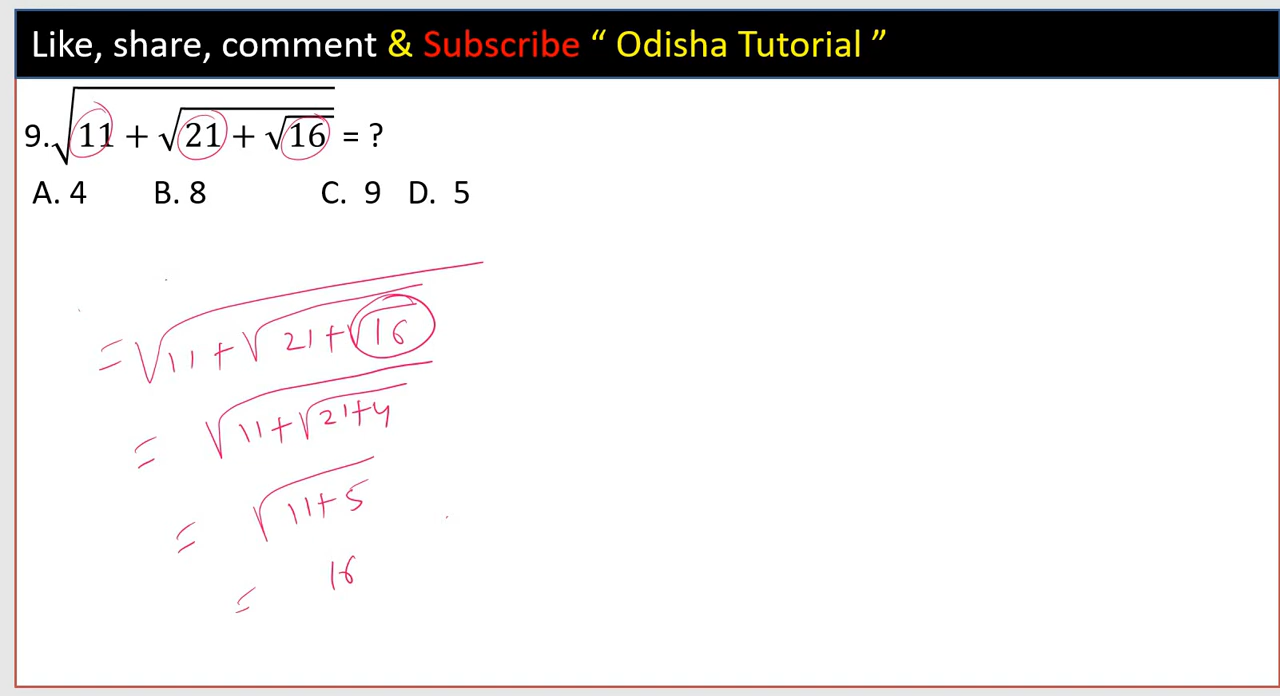 Like, share, comment & Subscribe “ Odisha Tutorial ”
9. √(11 + √(21 + √16)) = ?
A. 4 B. 8 C. 9 D. 5
= √(11 + √(21 + √16))
= √(11 + √(21 + 4))
= √(11 + 5)
= 16